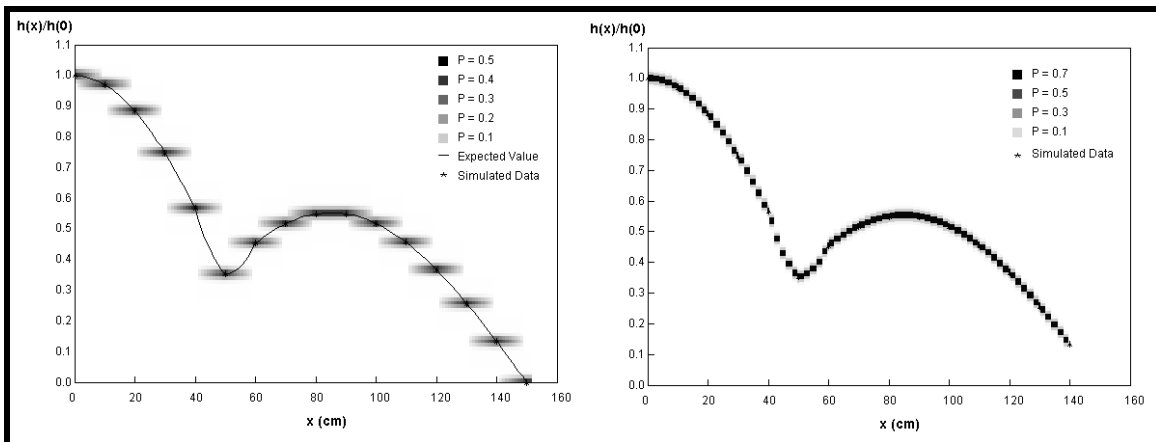 h(x)/h(0)
1.1
1.0
0.9
0.8
0.7
0.6
0.5
0.4
0.3
0.2
0.1
0.0
0
20
40
60
80
100
120
140
160
x (cm)
P = 0.5
P = 0.4
P = 0.3
P = 0.2
P = 0.1
Expected Value
Simulated Data
h(x)/h(0)
1.1
1.0
0.9
0.8
0.7
0.6
0.5
0.4
0.3
0.2
0.1
0.0
0
20
40
60
80
100
120
140
160
x (cm)
P = 0.7
P = 0.5
P = 0.3
P = 0.1
Simulated Data